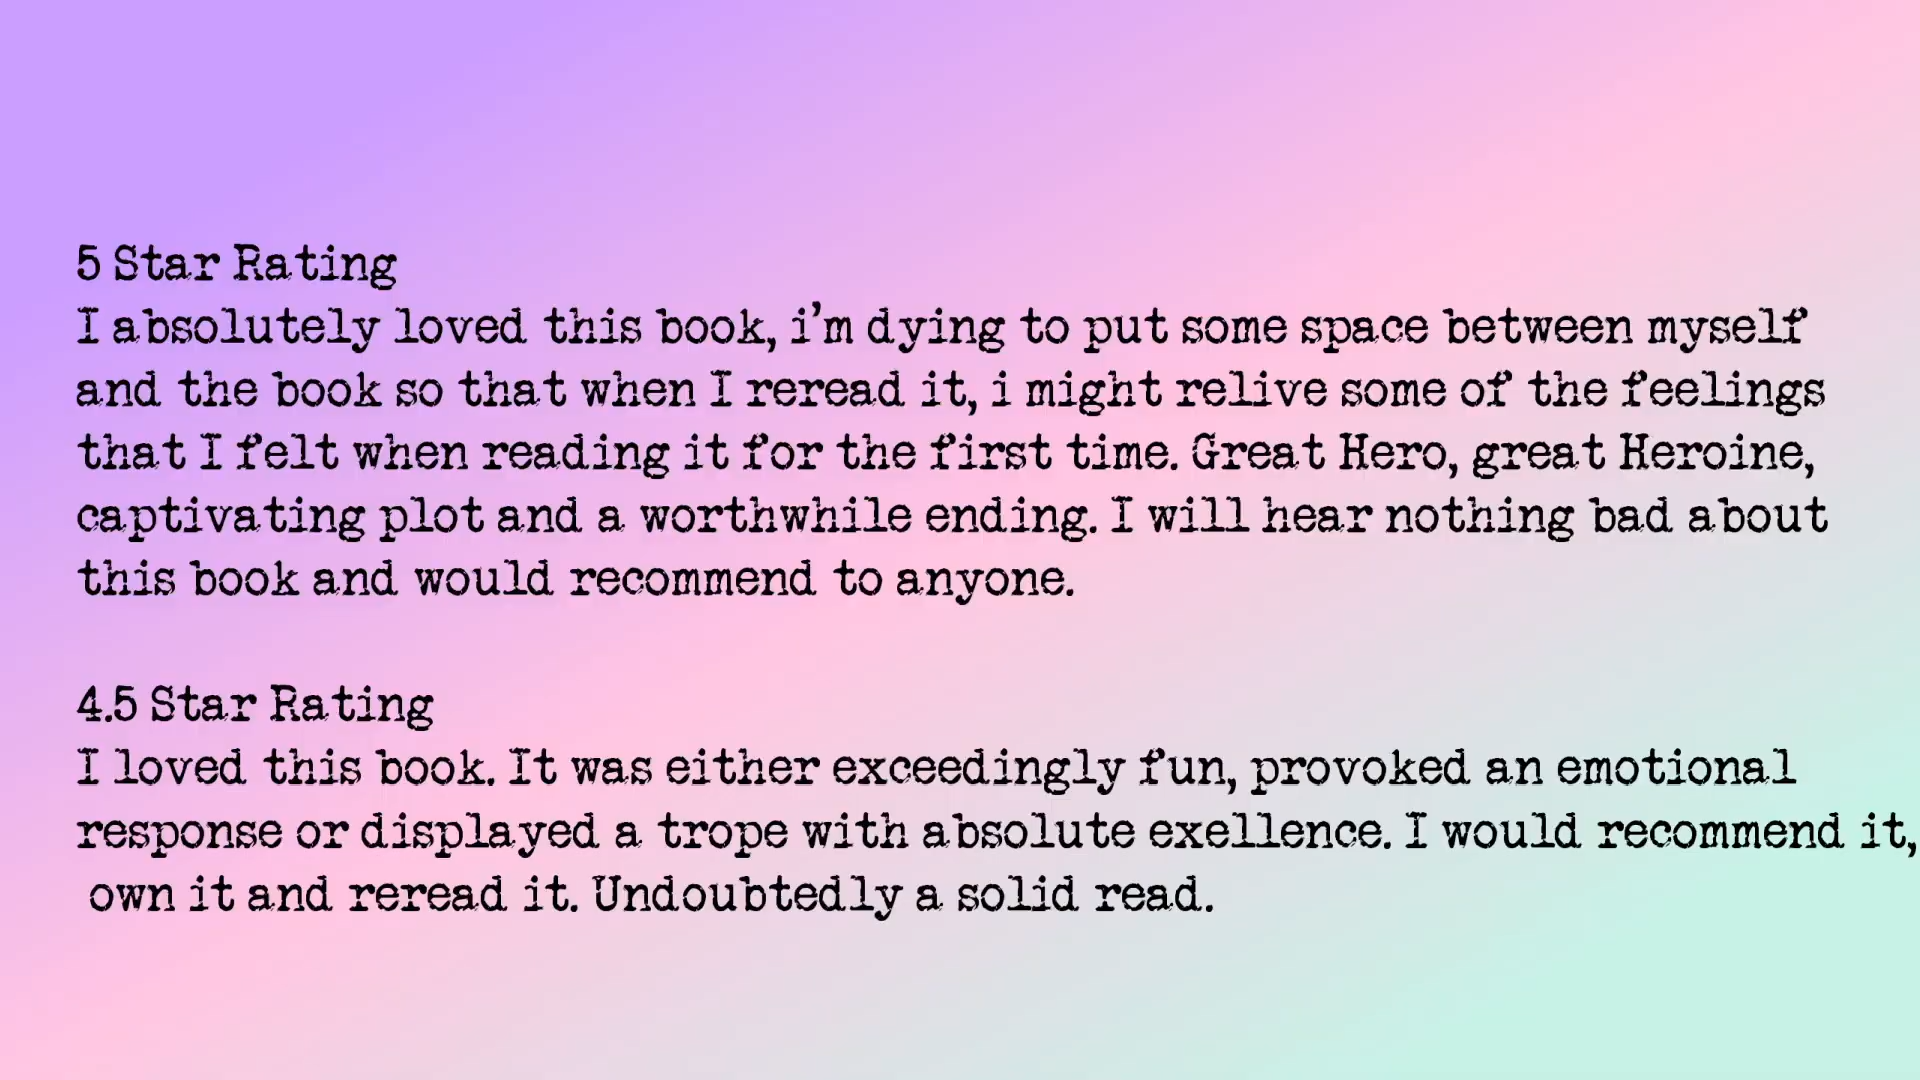 5 Star Rating
I absolutely loved this book, i’m dying to put some space between myself
and the book so that when I reread it, i might relive some of the feelings
that I felt when reading it for the first time. Great Hero, great Heroine,
captivating plot and a worthwhile ending. I will hear nothing bad about
this book and would recommend to anyone.
4.5 Star Rating
I loved this book. It was either exceedingly fun, provoked an emotional
response or displayed a trope with absolute exellence. I would recommend it,
own it and reread it. Undoubtedly a solid read.